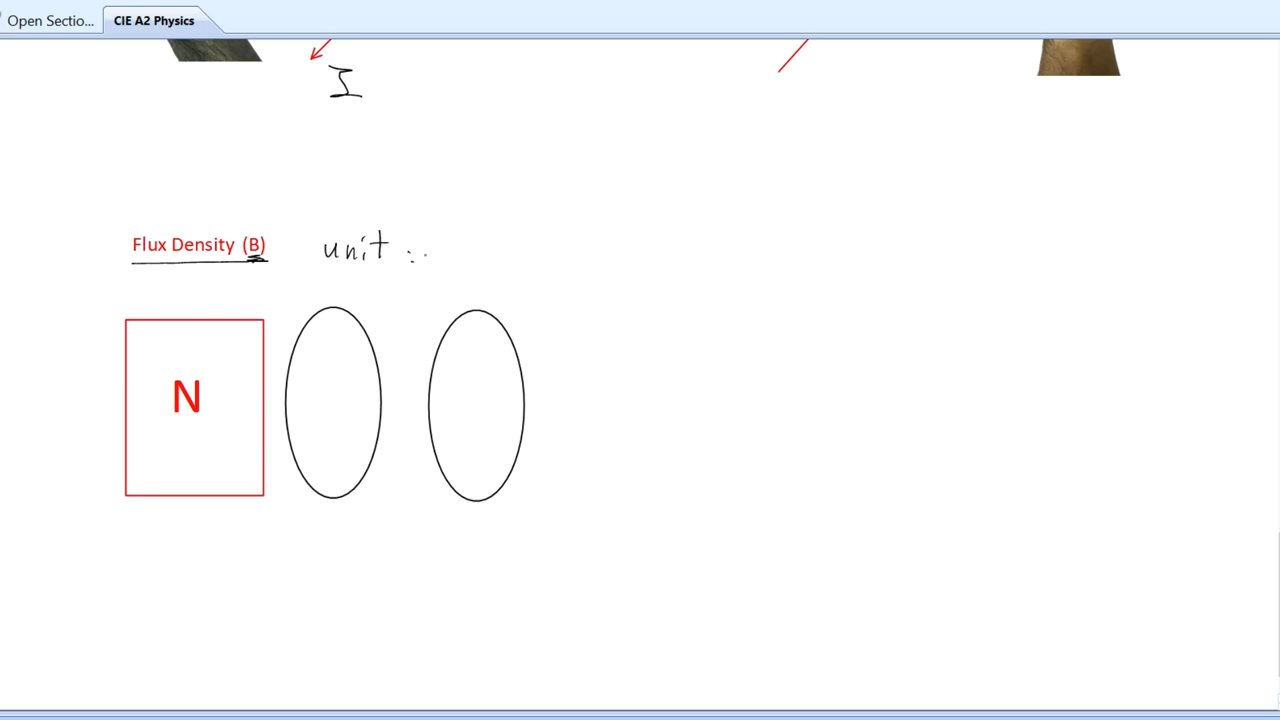 Open Sectio...
CIE A2 Physics
I
Flux Density (B) unit :.
N